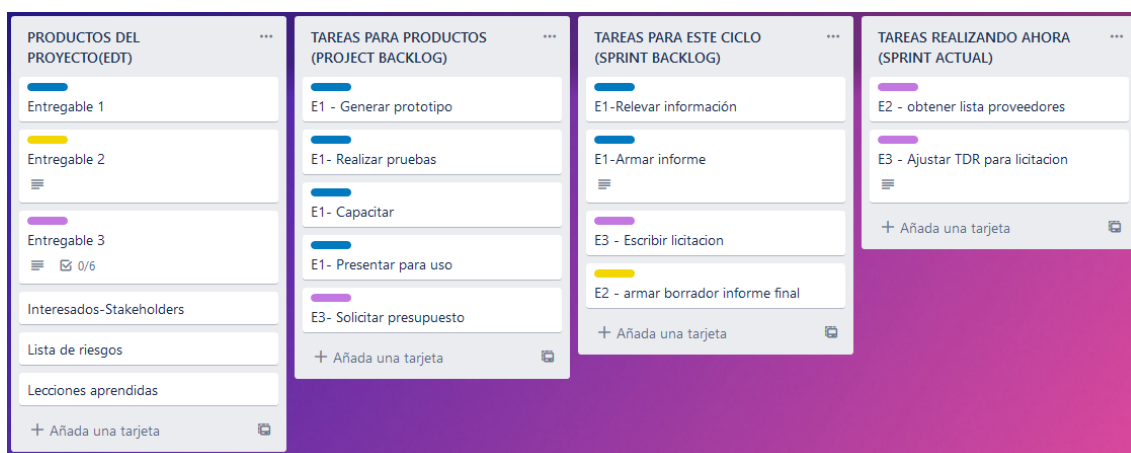 PRODUCTOS DEL
PROYECTO(EDT)
Entregable 1
Entregable 2
Entregable 3
0/6
Interesados-Stakeholders
Lista de riesgos
Lecciones aprendidas
+ Añada una tarjeta
TAREAS PARA PRODUCTOS
(PROJECT BACKLOG)
E1 - Generar prototipo
E1- Realizar pruebas
E1- Capacitar
E1- Presentar para uso
E3- Solicitar presupuesto
+ Añada una tarjeta
TAREAS PARA ESTE CICLO
(SPRINT BACKLOG)
E1-Relevar información
E1-Armar informe
E3 - Escribir licitacion
E2 - armar borrador informe final
+ Añada una tarjeta
TAREAS REALIZANDO AHORA
(SPRINT ACTUAL)
E2 - obtener lista proveedores
E3 - Ajustar TDR para licitacion
+ Añada una tarjeta